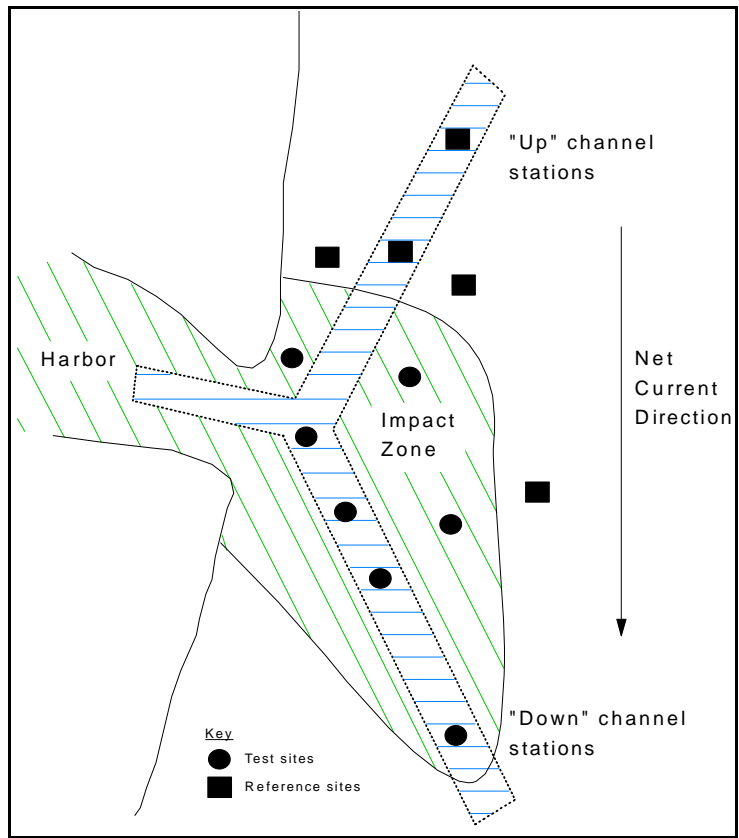 "Up" channel
stations
Harbor
Net
Current
Direction
Impact
Zone
"Down" channel
stations
Key
Test sites
Reference sites